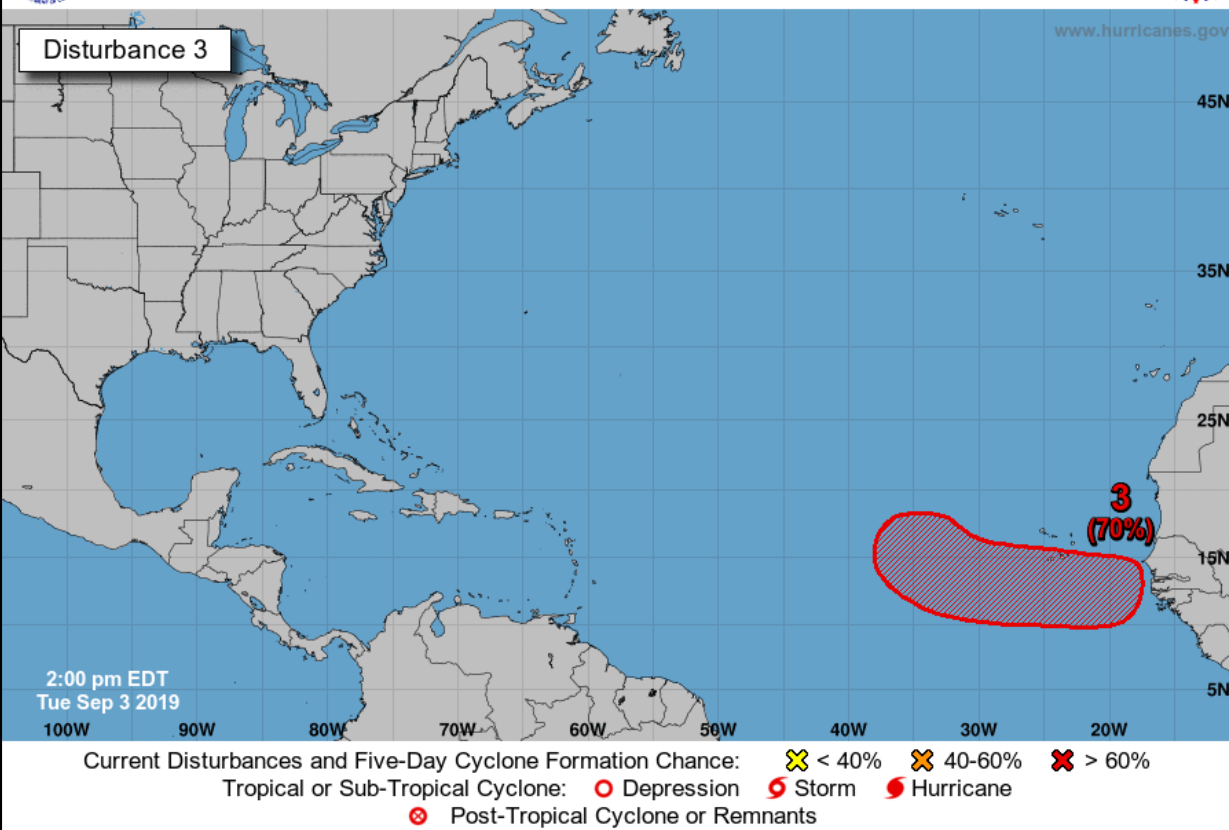 Disturbance 3
www.hurricanes.gov
45N
35N
25N
3
(70%)
15N
5N
2:00 pm EDT
Tue Sep 3 2019
100W 90W 80W 70W 60W 50W 40W 30W 20W
Current Disturbances and Five-Day Cyclone Formation Chance: < 40% 40-60% > 60%
Tropical or Sub-Tropical Cyclone: Depression Storm Hurricane
Post-Tropical Cyclone or Remnants